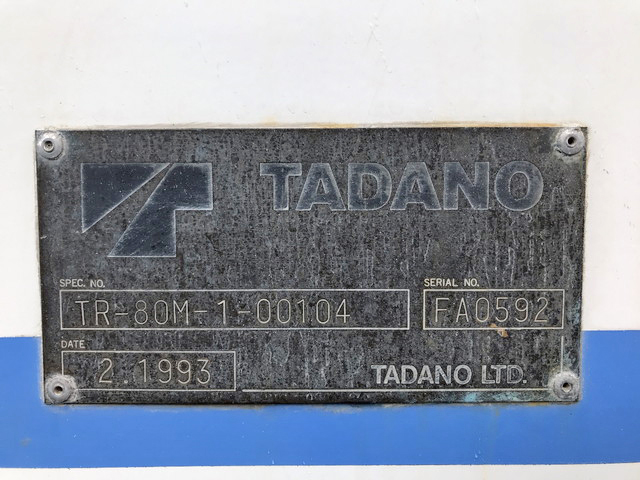 TADANO
SPEC. NO. SERIAL NO.
TR-80M-1-00104 FA0592
DATE
2.1993 TADANO LTD.